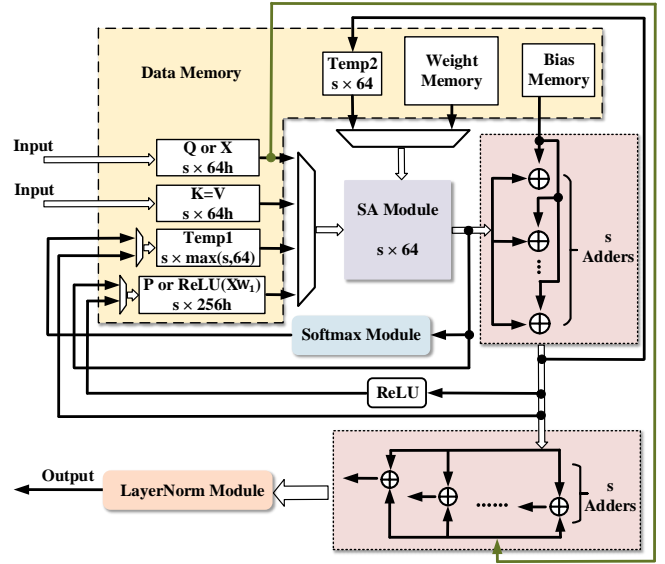 Data Memory
Temp2
s × 64
Weight
Memory
Bias
Memory
Input
Q or X
s × 64h
Input
K=V
s × 64h
Temp1
s × max(s,64)
P or ReLU(XW₁)
s × 256h
SA Module
s × 64
s
Adders
Softmax Module
ReLU
Output
LayerNorm Module
s
Adders